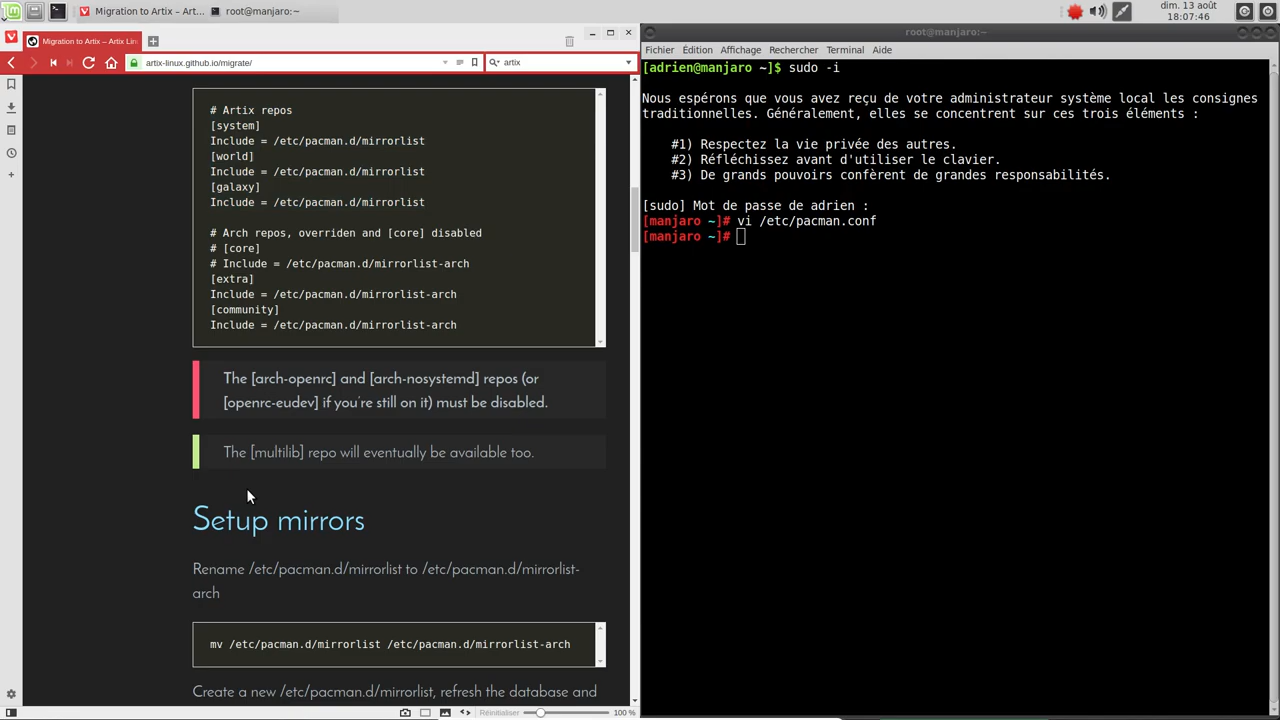 Migration to Artix – Art...
root@manjaro:~
dim. 13 août
18:07:46
Migration to Artix – Artix Lin
artix-linux.github.io/migrate/
artix
# Artix repos
[system]
Include = /etc/pacman.d/mirrorlist
[world]
Include = /etc/pacman.d/mirrorlist
[galaxy]
Include = /etc/pacman.d/mirrorlist
# Arch repos, overriden and [core] disabled
# [core]
# Include = /etc/pacman.d/mirrorlist-arch
[extra]
Include = /etc/pacman.d/mirrorlist-arch
[community]
Include = /etc/pacman.d/mirrorlist-arch
The [arch-openrc] and [arch-nosystemd] repos (or
[openrc-eudev] if you're still on it) must be disabled.
The [multilib] repo will eventually be available too.
Setup mirrors
Rename /etc/pacman.d/mirrorlist to /etc/pacman.d/mirrorlist-
arch
mv /etc/pacman.d/mirrorlist /etc/pacman.d/mirrorlist-arch
Create a new /etc/pacman.d/mirrorlist, refresh the database and
Réinitialiser
100 %
root@manjaro:~
Fichier Édition Affichage Rechercher Terminal Aide
[adrien@manjaro ~]$ sudo -i
Nous espérons que vous avez reçu de votre administrateur système local les consignes
traditionnelles. Généralement, elles se concentrent sur ces trois éléments :
#1) Respectez la vie privée des autres.
#2) Réfléchissez avant d'utiliser le clavier.
#3) De grands pouvoirs confèrent de grandes responsabilités.
[sudo] Mot de passe de adrien :
[manjaro ~]# vi /etc/pacman.conf
[manjaro ~]#